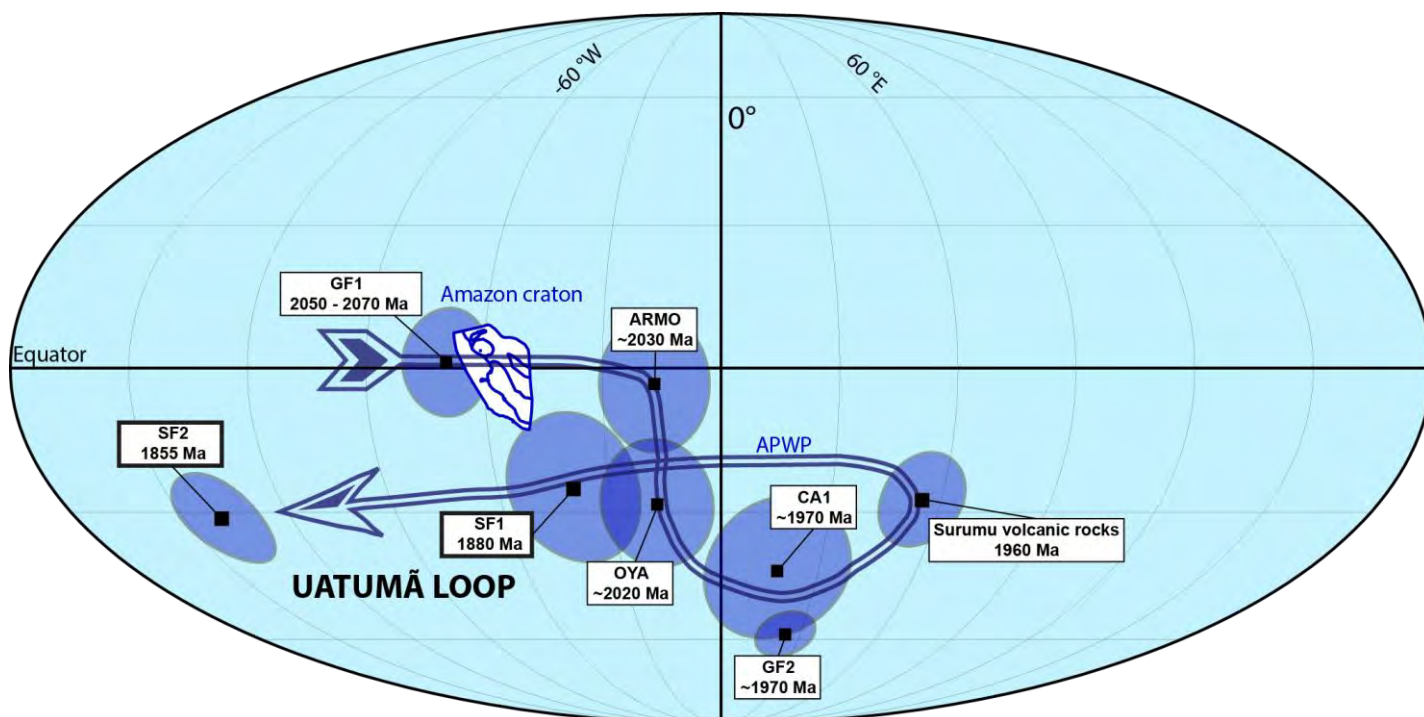 -60 °W
60 °E
0°
GF1
2050 - 2070 Ma
Amazon craton
ARMO
~2030 Ma
Equator
SF2
1855 Ma
APWP
CA1
~1970 Ma
SF1
1880 Ma
Surumu volcanic rocks
1960 Ma
OYA
~2020 Ma
UATUMÃ LOOP
GF2
~1970 Ma